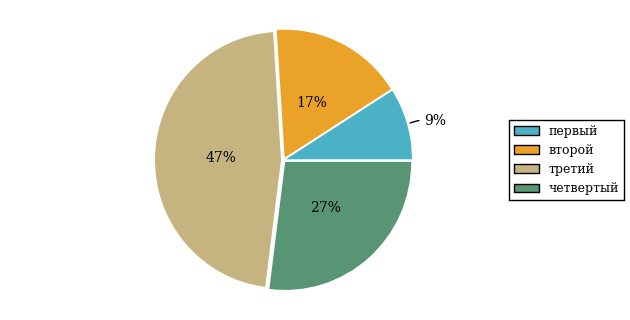 17%
9%
47%
27%
первый
второй
третий
четвертый